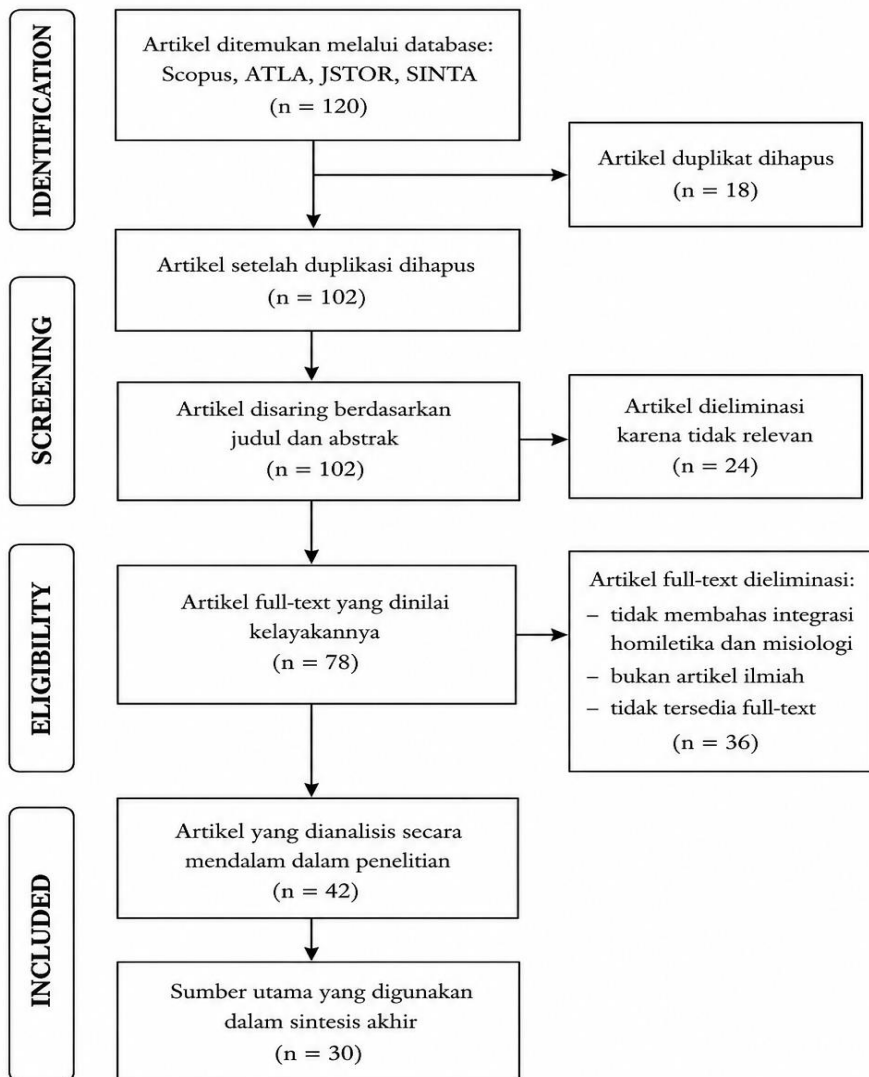 IDENTIFICATION
Artikel ditemukan melalui database:
Scopus, ATLA, JSTOR, SINTA
(n = 120)
Artikel duplikat dihapus
(n = 18)
Artikel setelah duplikasi dihapus
(n = 102)
SCREENING
Artikel disaring berdasarkan
judul dan abstrak
(n = 102)
Artikel dieliminasi
karena tidak relevan
(n = 24)
ELIGIBILITY
Artikel full-text yang dinilai
kelayakannya
(n = 78)
Artikel full-text dieliminasi:
– tidak membahas integrasi
homiletika dan misiologi
– bukan artikel ilmiah
– tidak tersedia full-text
(n = 36)
INCLUDED
Artikel yang dianalisis secara
mendalam dalam penelitian
(n = 42)
Sumber utama yang digunakan
dalam sintesis akhir
(n = 30)